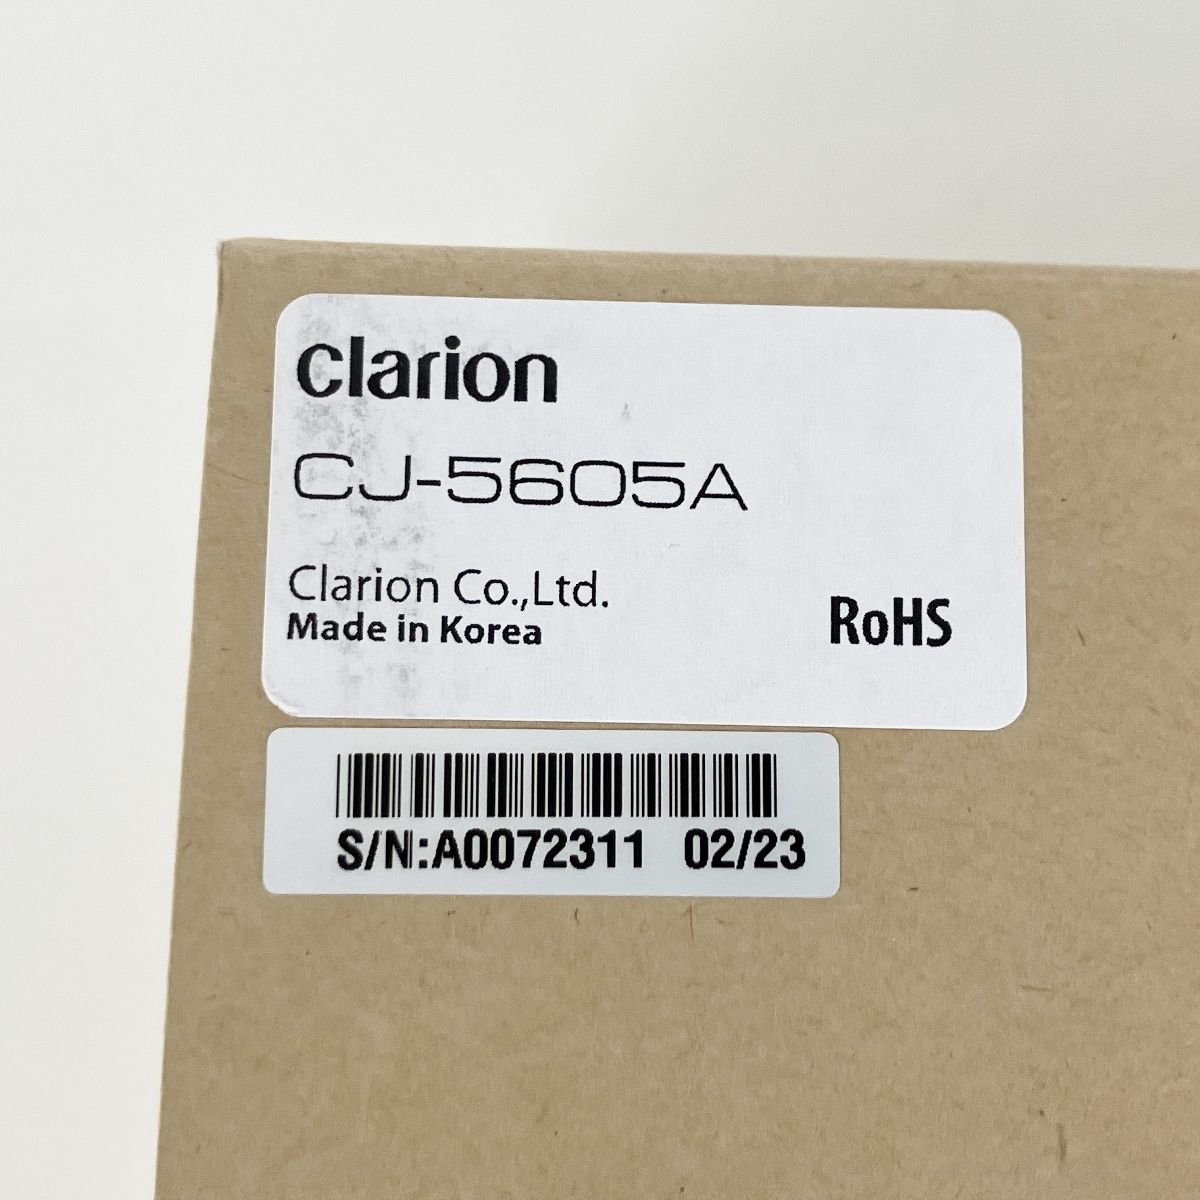 clarion
CJ-5605A
Clarion Co.,Ltd.
Made in Korea
RoHS
S/N:A0072311 02/23